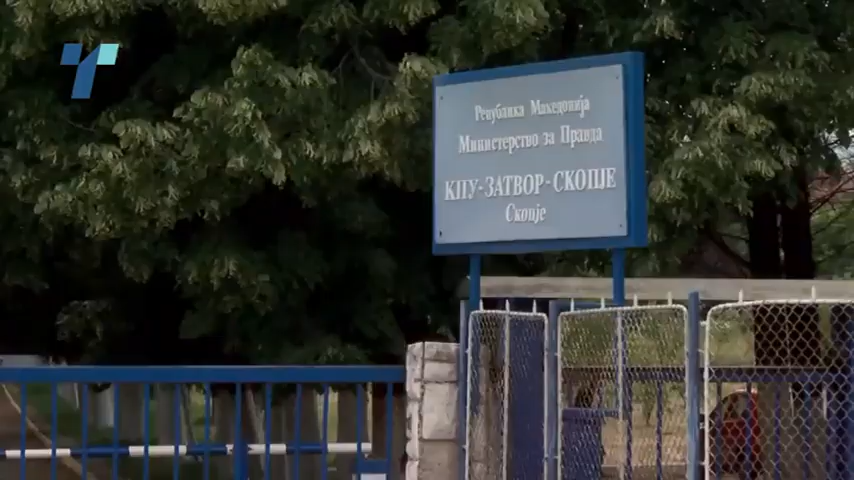 Република Македонија
Министерство за Правда
КПУ-ЗАТВОР-СКОПЈЕ
Скопје